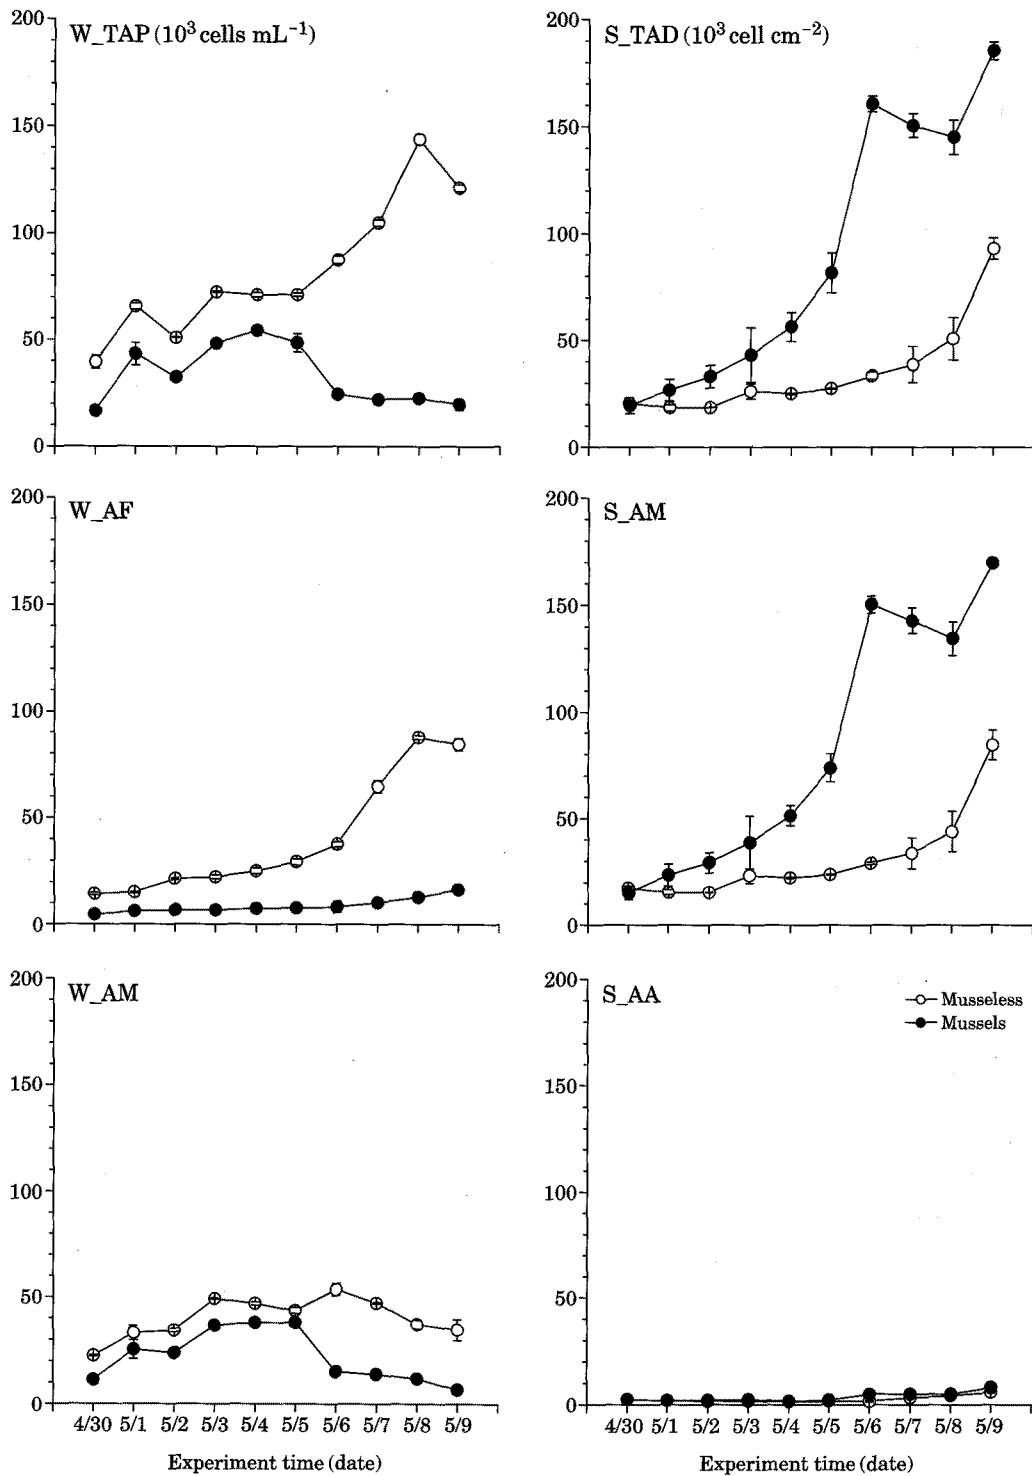 W_TAP (10³ cells mL⁻¹)
200
150
100
50
0
S_TAD (10³ cell cm⁻²)
200
150
100
50
0
W_AF
200
150
100
50
0
S_AM
200
150
100
50
0
W_AM
200
150
100
50
0
4/30 5/1 5/2 5/3 5/4 5/5 5/6 5/7 5/8 5/9
Experiment time (date)
S_AA
Musseless
Mussels
200
150
100
50
0
4/30 5/1 5/2 5/3 5/4 5/5 5/6 5/7 5/8 5/9
Experiment time (date)